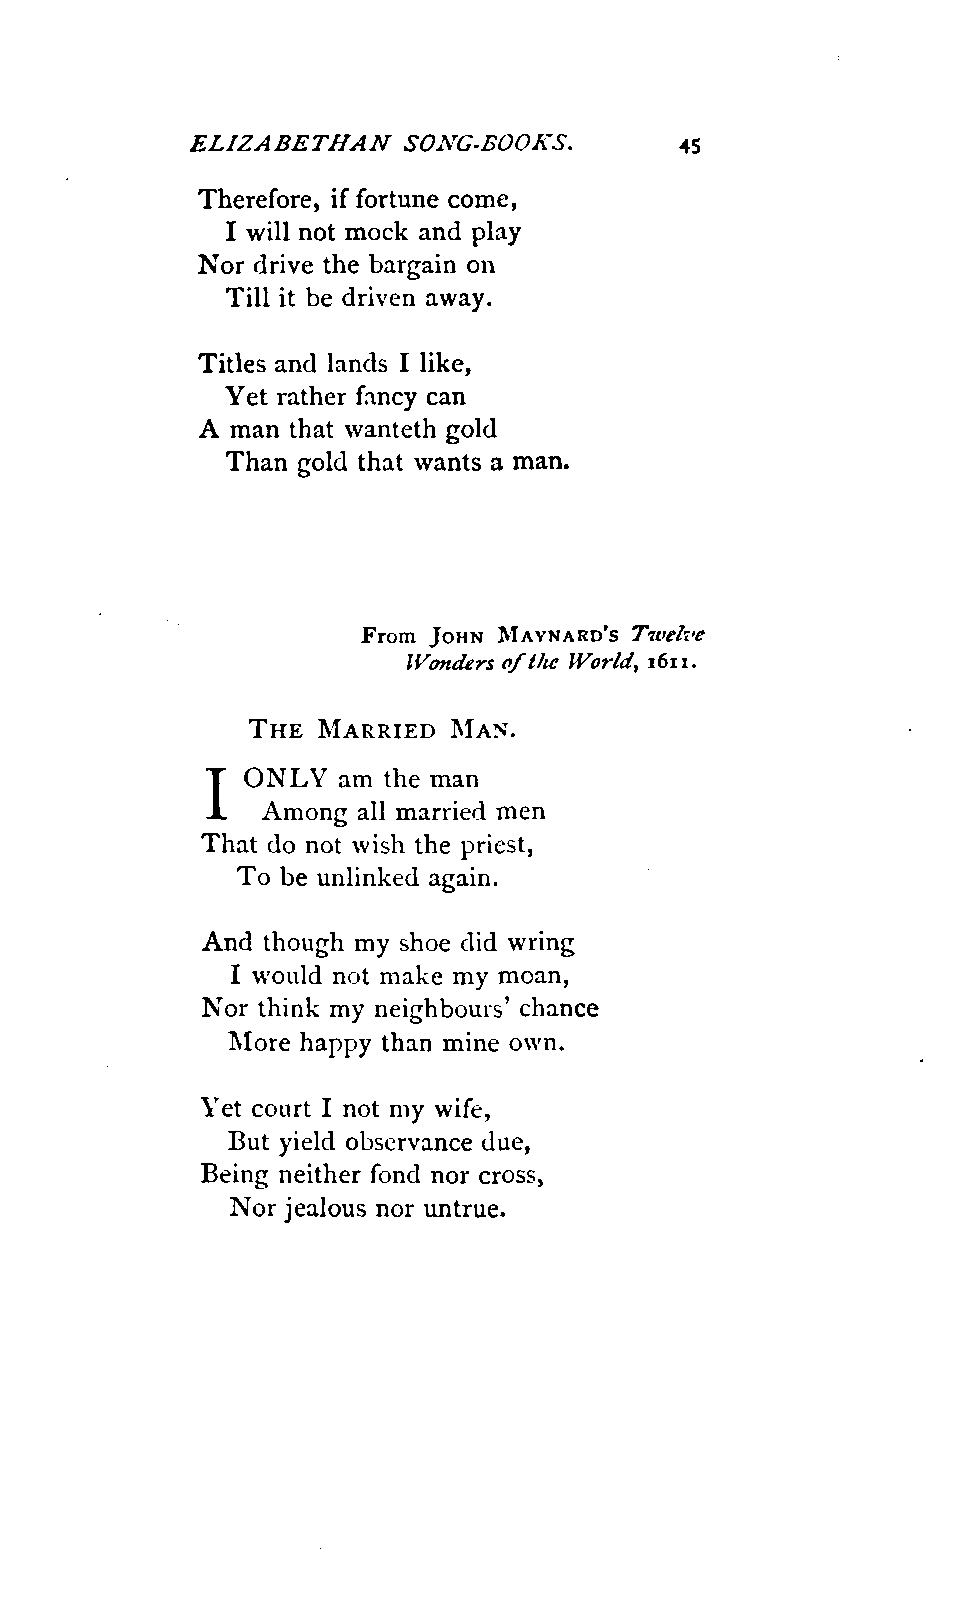 ELIZABETHAN SONG-BOOKS. 45
Therefore, if fortune come,
I will not mock and play
Nor drive the bargain on
Till it be driven away.
Titles and lands I like,
Yet rather fancy can
A man that wanteth gold
Than gold that wants a man.
From JOHN MAYNARD'S Twelve
Wonders of the World, 1611.
THE MARRIED MAN.
I ONLY am the man
Among all married men
That do not wish the priest,
To be unlinked again.
And though my shoe did wring
I would not make my moan,
Nor think my neighbours' chance
More happy than mine own.
Yet court I not my wife,
But yield observance due,
Being neither fond nor cross,
Nor jealous nor untrue.